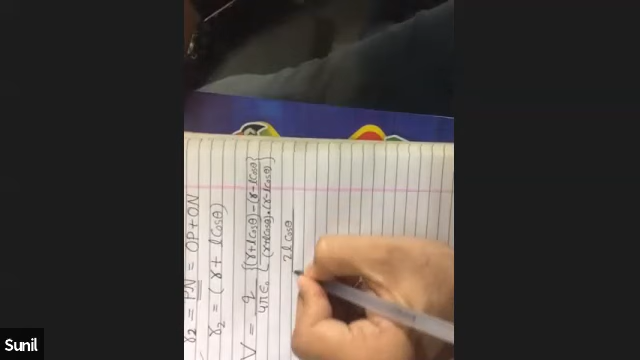 r₂ = PN = OP + ON
r₂ = (r + l cosθ)
V = q/4πε₀ [(r + l cosθ) - (r - l cosθ)/(r + l cosθ) • (r - l cosθ)]
2l cosθ
Sunil